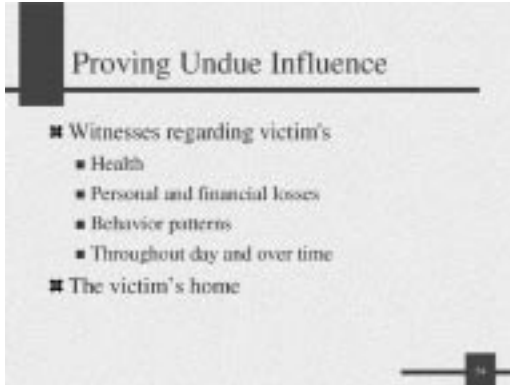 Proving Undue Influence
Witnesses regarding victim's
Health
Personal and financial losses
Behavior patterns
Throughout day and over time
The victim's home